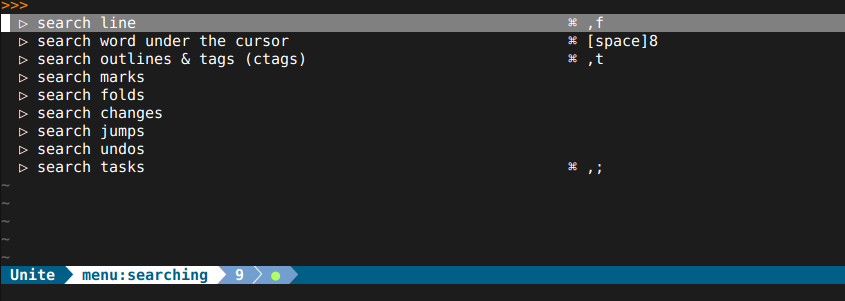 >>>
▷ search line ⌘ ,f
▷ search word under the cursor ⌘ [space]8
▷ search outlines & tags (ctags) ⌘ ,t
▷ search marks
▷ search folds
▷ search changes
▷ search jumps
▷ search undos
▷ search tasks ⌘ ,;
~
~
~
~
~
Unite menu:searching 9 ●